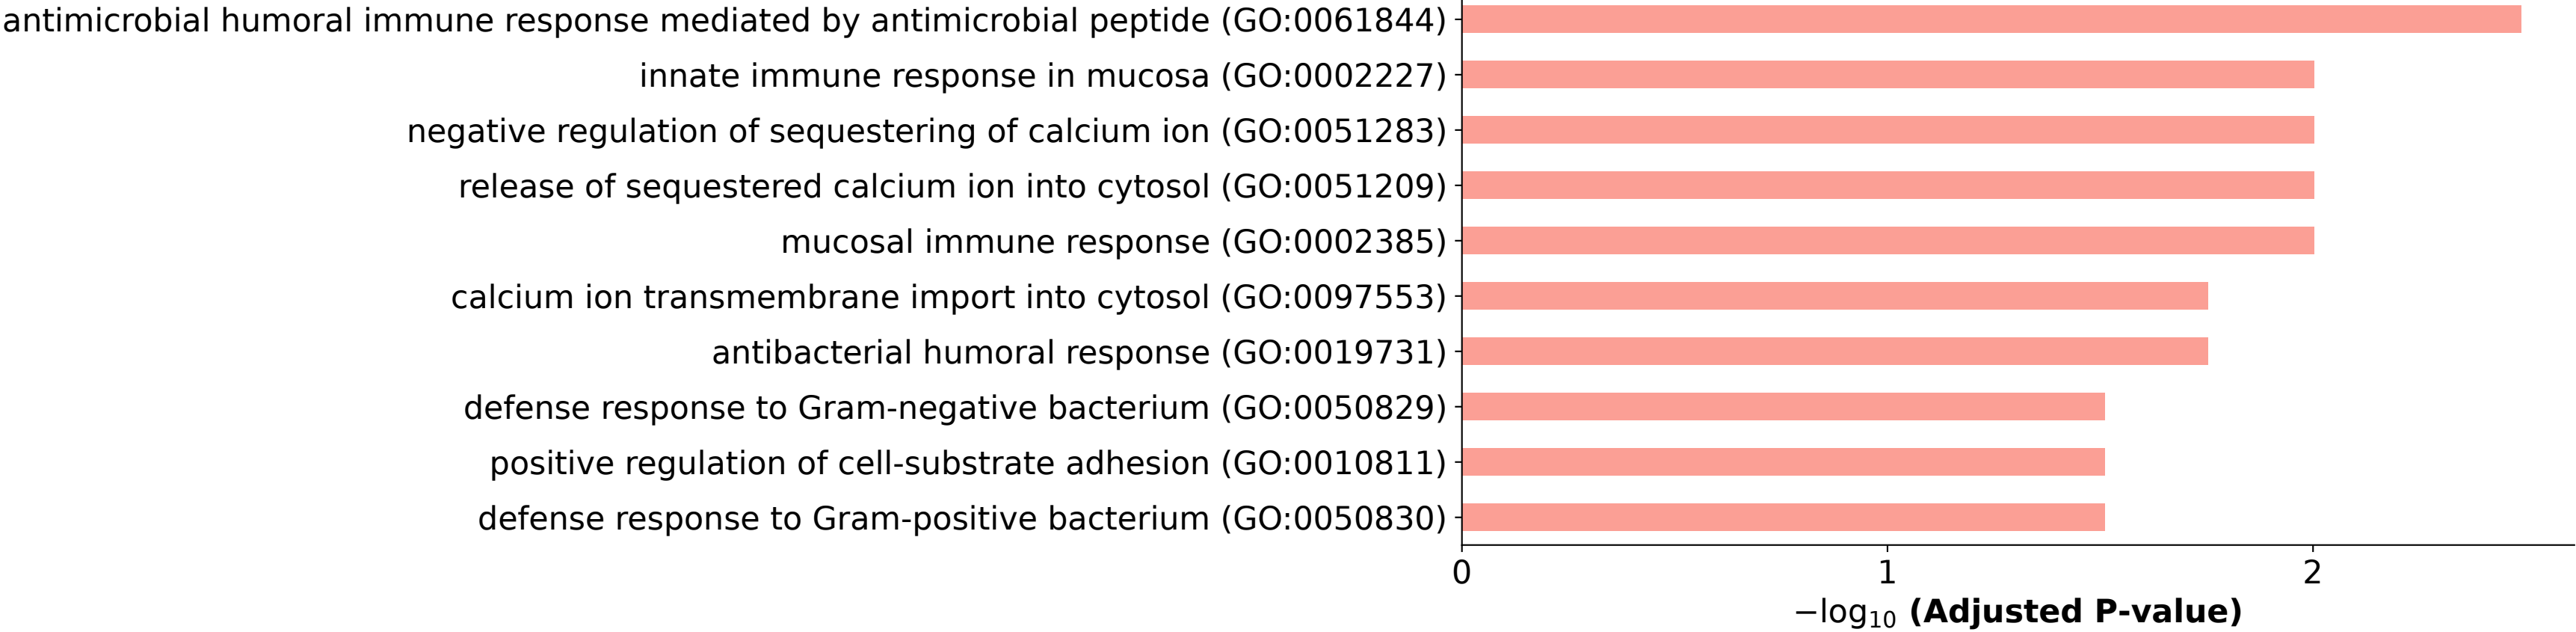 antimicrobial humoral immune response mediated by antimicrobial peptide (GO:0061844)
innate immune response in mucosa (GO:0002227)
negative regulation of sequestering of calcium ion (GO:0051283)
release of sequestered calcium ion into cytosol (GO:0051209)
mucosal immune response (GO:0002385)
calcium ion transmembrane import into cytosol (GO:0097553)
antibacterial humoral response (GO:0019731)
defense response to Gram-negative bacterium (GO:0050829)
positive regulation of cell-substrate adhesion (GO:0010811)
defense response to Gram-positive bacterium (GO:0050830)
0 1 2
−log₁₀ (Adjusted P-value)